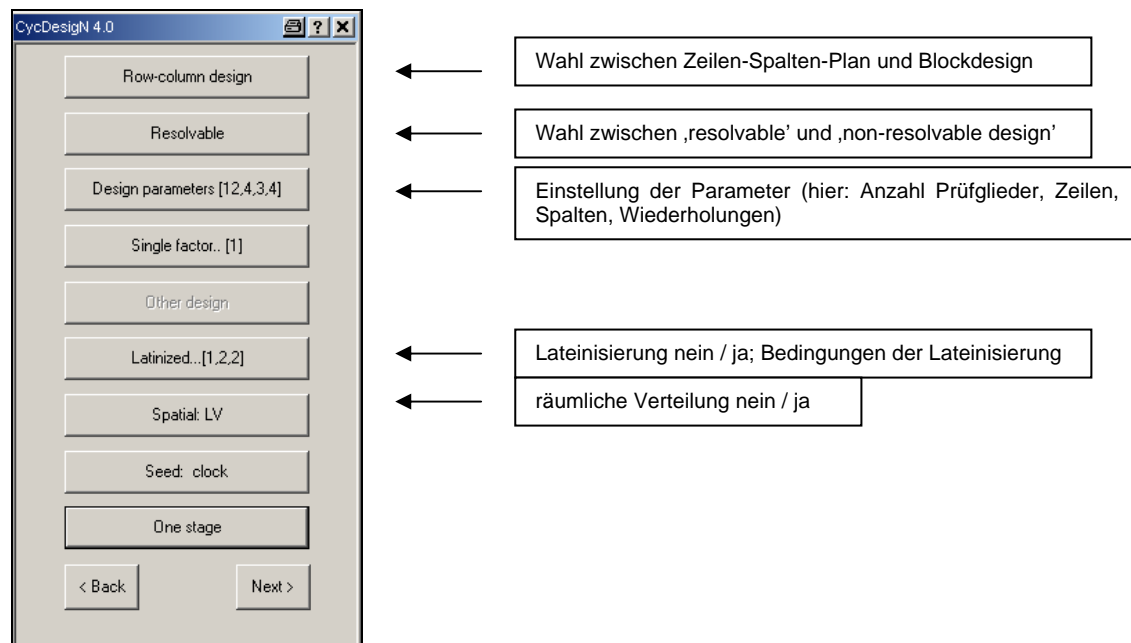 CycDesigN 4.0
Row-column design
Wahl zwischen Zeilen-Spalten-Plan und Blockdesign
Resolvable
Wahl zwischen ‚resolvable’ und ‚non-resolvable design’
Design parameters [12,4,3,4]
Einstellung der Parameter (hier: Anzahl Prüfglieder, Zeilen,
Spalten, Wiederholungen)
Single factor.. [1]
Other design
Latinized...[1,2,2]
Lateinisierung nein / ja; Bedingungen der Lateinisierung
Spatial: LV
räumliche Verteilung nein / ja
Seed: clock
One stage
< Back
Next >